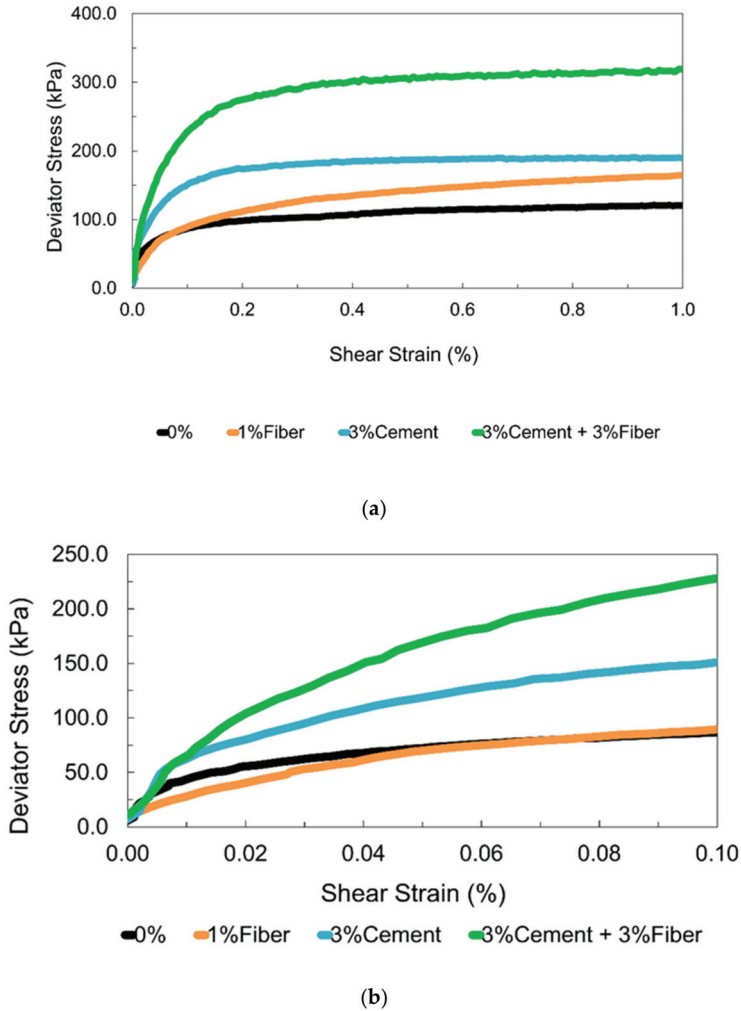 400.0
300.0
200.0
100.0
0.0
Deviator Stress (kPa)
0.0 0.2 0.4 0.6 0.8 1.0
Shear Strain (%)
0% 1%Fiber 3%Cement 3%Cement + 3%Fiber
(a)
250.0
200.0
150.0
100.0
50.0
0.0
Deviator Stress (kPa)
0.00 0.02 0.04 0.06 0.08 0.10
Shear Strain (%)
0% 1%Fiber 3%Cement 3%Cement + 3%Fiber
(b)